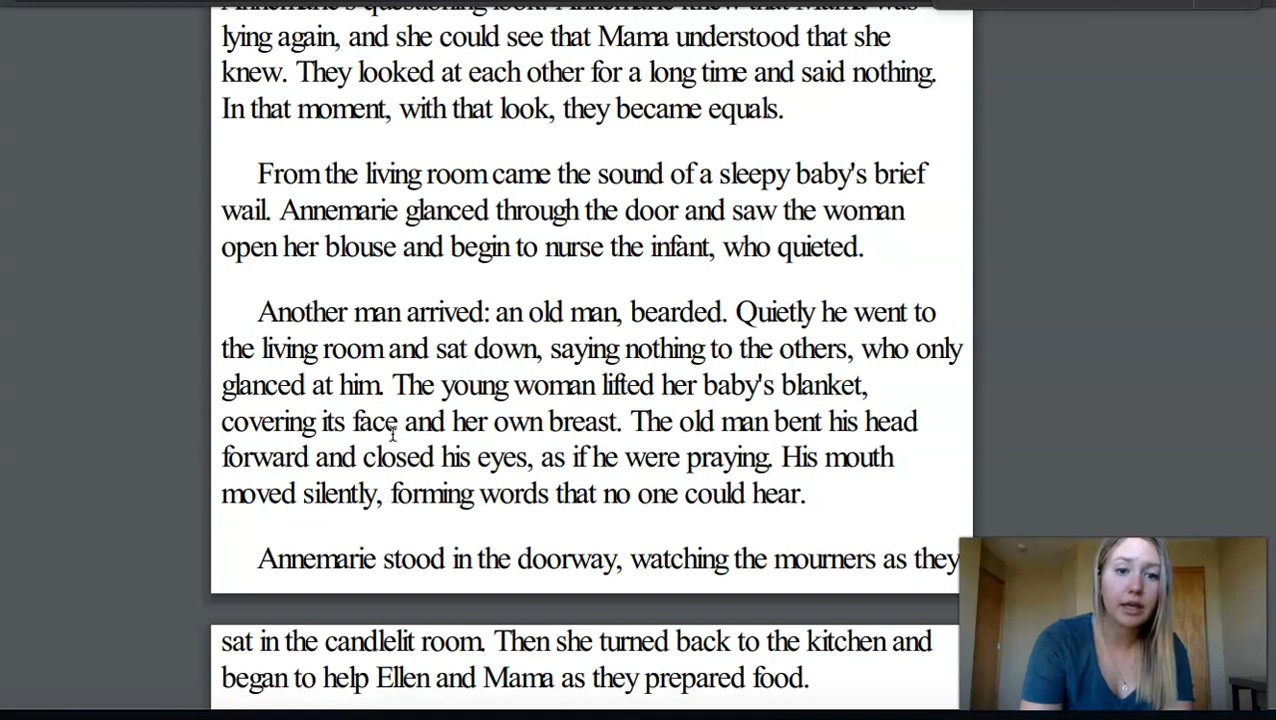 Annemarie's questioning look. Annemarie knew that Mama was
lying again, and she could see that Mama understood that she
knew. They looked at each other for a long time and said nothing.
In that moment, with that look, they became equals.
From the living room came the sound of a sleepy baby's brief
wail. Annemarie glanced through the door and saw the woman
open her blouse and begin to nurse the infant, who quieted.
Another man arrived: an old man, bearded. Quietly he went to
the living room and sat down, saying nothing to the others, who only
glanced at him. The young woman lifted her baby's blanket,
covering its face and her own breast. The old man bent his head
forward and closed his eyes, as if he were praying. His mouth
moved silently, forming words that no one could hear.
Annemarie stood in the doorway, watching the mourners as they
sat in the candlelit room. Then she turned back to the kitchen and
began to help Ellen and Mama as they prepared food.